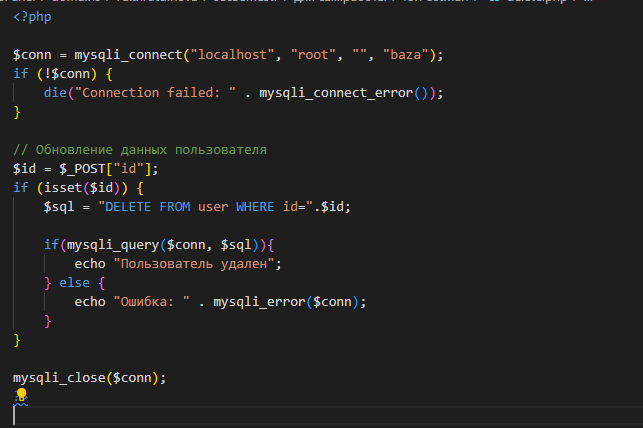 <?php
$conn = mysqli_connect("localhost", "root", "", "baza");
if (!$conn) {
    die("Connection failed: " . mysqli_connect_error());
}
// Обновление данных пользователя
$id = $_POST["id"];
if (isset($id)) {
    $sql = "DELETE FROM user WHERE id=".$id;
    if(mysqli_query($conn, $sql)){
        echo "Пользователь удален";
    } else {
        echo "Ошибка: " . mysqli_error($conn);
    }
}
mysqli_close($conn);